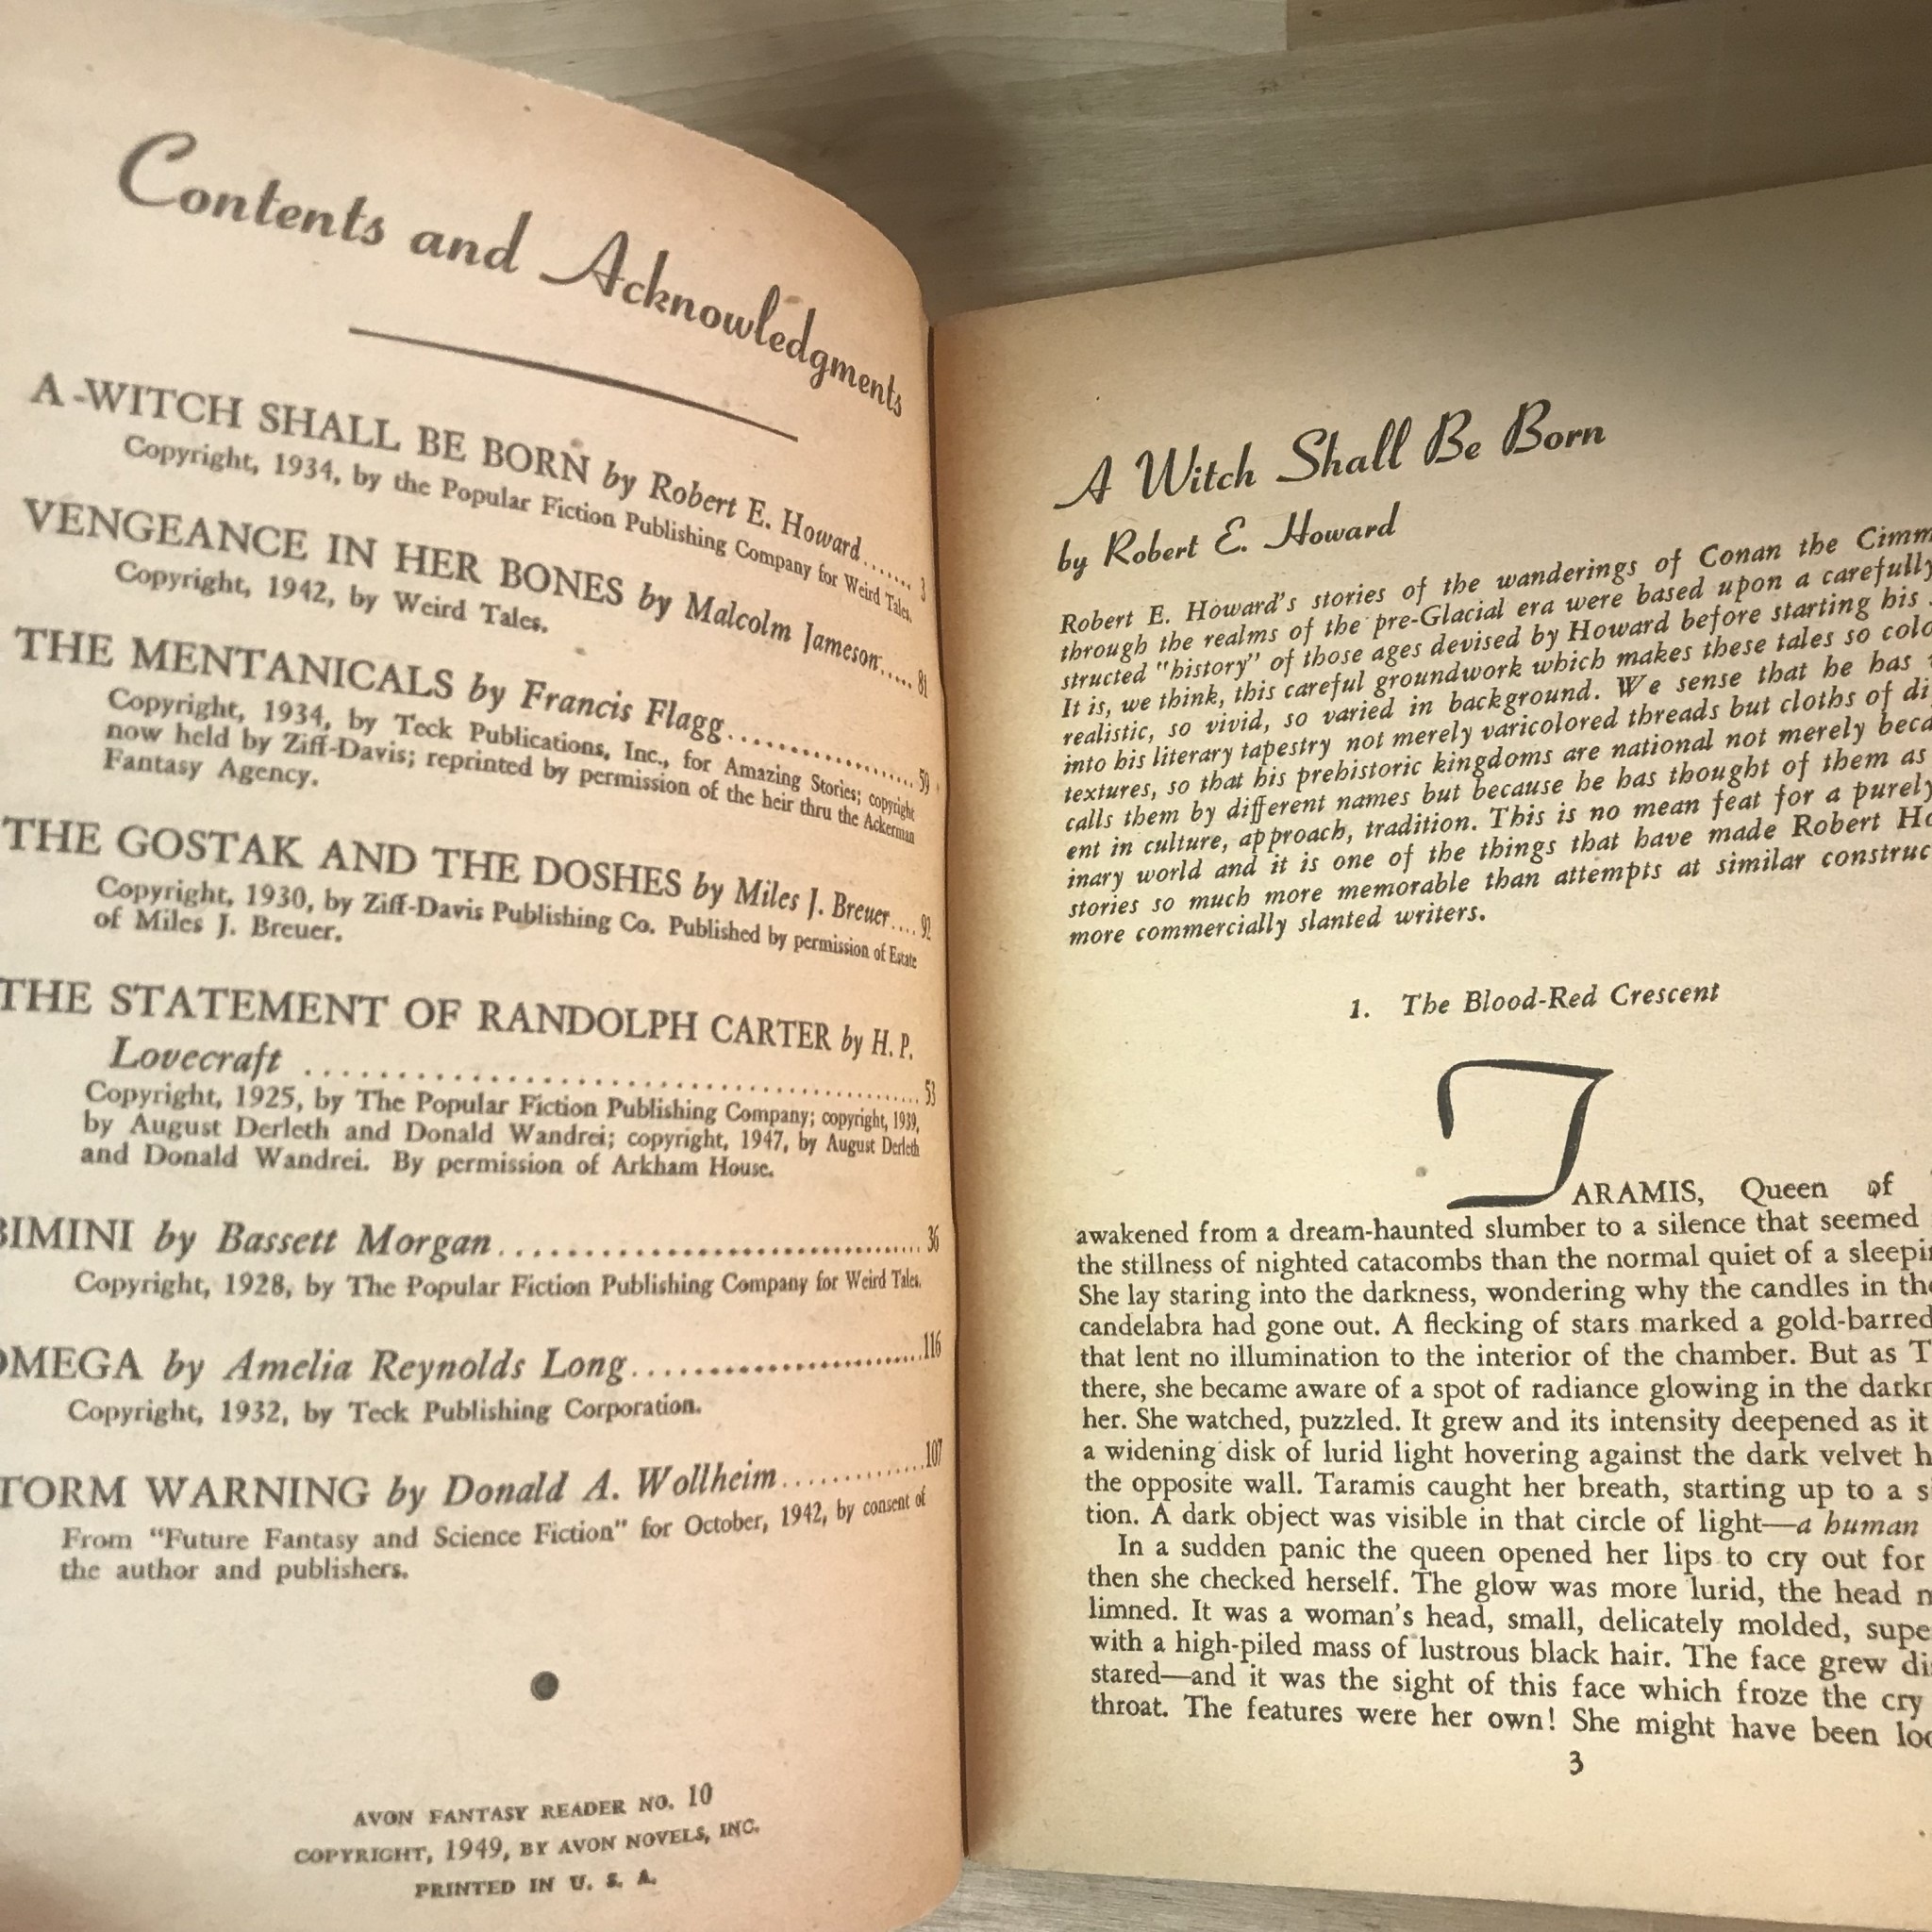 Contents and Acknowledgments
A-WITCH SHALL BE BORN by Robert E. Howard....... 3
Copyright, 1934, by the Popular Fiction Publishing Company for Weird Tales.
VENGEANCE IN HER BONES by Malcolm Jameson..... 81
Copyright, 1942, by Weird Tales.
THE MENTANICALS by Francis Flagg.................. 59
Copyright, 1934, by Teck Publications, Inc., for Amazing Stories; copyright
now held by Ziff-Davis; reprinted by permission of the heir thru the Ackerman
Fantasy Agency.
THE GOSTAK AND THE DOSHES by Miles J. Breuer.... 92
Copyright, 1930, by Ziff-Davis Publishing Co. Published by permission of Estate
of Miles J. Breuer.
THE STATEMENT OF RANDOLPH CARTER by H. P.
Lovecraft ........................................ 53
Copyright, 1925, by The Popular Fiction Publishing Company; copyright, 1939,
by August Derleth and Donald Wandrei; copyright, 1947, by August Derleth
and Donald Wandrei. By permission of Arkham House.
BIMINI by Bassett Morgan................................ 36
Copyright, 1928, by The Popular Fiction Publishing Company for Weird Tales.
OMEGA by Amelia Reynolds Long.........................116
Copyright, 1932, by Teck Publishing Corporation.
TORM WARNING by Donald A. Wollheim...............107
From "Future Fantasy and Science Fiction" for October, 1942, by consent of
the author and publishers.
AVON FANTASY READER NO. 10
COPYRIGHT, 1949, BY AVON NOVELS, INC.
PRINTED IN U. S. A.
A Witch Shall Be Born
by Robert E. Howard
Robert E. Howard's stories of the wanderings of Conan the Cimm
through the realms of the pre-Glacial era were based upon a carefully
structed "history" of those ages devised by Howard before starting his
It is, we think, this careful groundwork which makes these tales so colo
realistic, so vivid, so varied in background. We sense that he has
into his literary tapestry not merely varicolored threads but cloths of di
textures, so that his prehistoric kingdoms are national not merely beca
calls them by different names but because he has thought of them as
ent in culture, approach, tradition. This is no mean feat for a purely
inary world and it is one of the things that have made Robert Ho
stories so much more memorable than attempts at similar construc
more commercially slanted writers.
1. The Blood-Red Crescent
TARAMIS, Queen of
awakened from a dream-haunted slumber to a silence that seemed
the stillness of nighted catacombs than the normal quiet of a sleepi
She lay staring into the darkness, wondering why the candles in the
candelabra had gone out. A flecking of stars marked a gold-barred
that lent no illumination to the interior of the chamber. But as T
there, she became aware of a spot of radiance glowing in the darkn
her. She watched, puzzled. It grew and its intensity deepened as it
a widening disk of lurid light hovering against the dark velvet h
the opposite wall. Taramis caught her breath, starting up to a s
tion. A dark object was visible in that circle of light—a human
In a sudden panic the queen opened her lips to cry out for
then she checked herself. The glow was more lurid, the head m
limned. It was a woman's head, small, delicately molded, supe
with a high-piled mass of lustrous black hair. The face grew di
stared—and it was the sight of this face which froze the cry
throat. The features were her own! She might have been loo
3